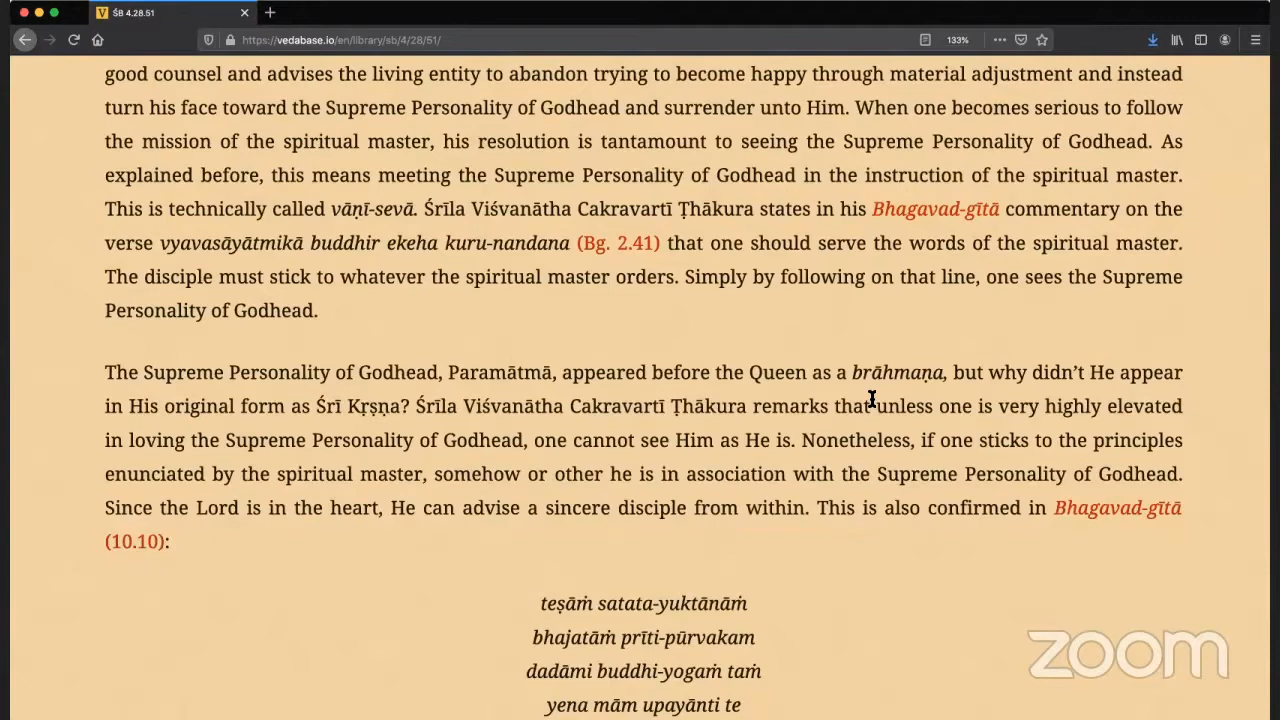 ŚB 4.28.51
https://vedabase.io/en/library/sb/4/28/51/
133%
good counsel and advises the living entity to abandon trying to become happy through material adjustment and instead
turn his face toward the Supreme Personality of Godhead and surrender unto Him. When one becomes serious to follow
the mission of the spiritual master, his resolution is tantamount to seeing the Supreme Personality of Godhead. As
explained before, this means meeting the Supreme Personality of Godhead in the instruction of the spiritual master.
This is technically called vāṇī-sevā. Śrīla Viśvanātha Cakravartī Ṭhākura states in his Bhagavad-gītā commentary on the
verse vyavasāyātmikā buddhir ekeha kuru-nandana (Bg. 2.41) that one should serve the words of the spiritual master.
The disciple must stick to whatever the spiritual master orders. Simply by following on that line, one sees the Supreme
Personality of Godhead.
The Supreme Personality of Godhead, Paramātmā, appeared before the Queen as a brāhmaṇa, but why didn’t He appear
in His original form as Śrī Kṛṣṇa? Śrīla Viśvanātha Cakravartī Ṭhākura remarks that unless one is very highly elevated
in loving the Supreme Personality of Godhead, one cannot see Him as He is. Nonetheless, if one sticks to the principles
enunciated by the spiritual master, somehow or other he is in association with the Supreme Personality of Godhead.
Since the Lord is in the heart, He can advise a sincere disciple from within. This is also confirmed in Bhagavad-gītā
(10.10):
teṣāṁ satata-yuktānāṁ
bhajatāṁ prīti-pūrvakam
dadāmi buddhi-yogaṁ taṁ
yena mām upayānti te
zoom